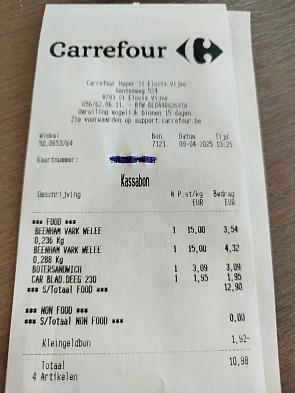 Carrefour
Carrefour Hyper St Eloois Vijve
Gentseweg 524
8793 St Eloois Vijve
056/62.06.11. - BTW BE0448826918
Omruiling mogelijk binnen 15 dagen
Zie voorwaarden op support.carrefour.be
Winkel Bon Datum Tijd
50.0653/64 7121 09-04-2025 13:25
Kaartnummer:
Kassabon
Omschrijving H P.st/kg Bedrag
EUR EUR
*** FOOD ***
BEENHAM VARK WELEE 1 15,00 3,54
0,236 Kg
BEENHAM VARK WELEE 1 15,00 4,32
0,288 Kg
BOTERSANDWICH 1 3,09 3,09
CAR BLAD.DEEG 230 1 1,95 1,95
*** S/Totaal FOOD *** 12,90
*** NON FOOD ***
*** S/Totaal NON FOOD *** 0,00
Kleingeldbon 1,92-
Totaal 10,98
4 Artikelen